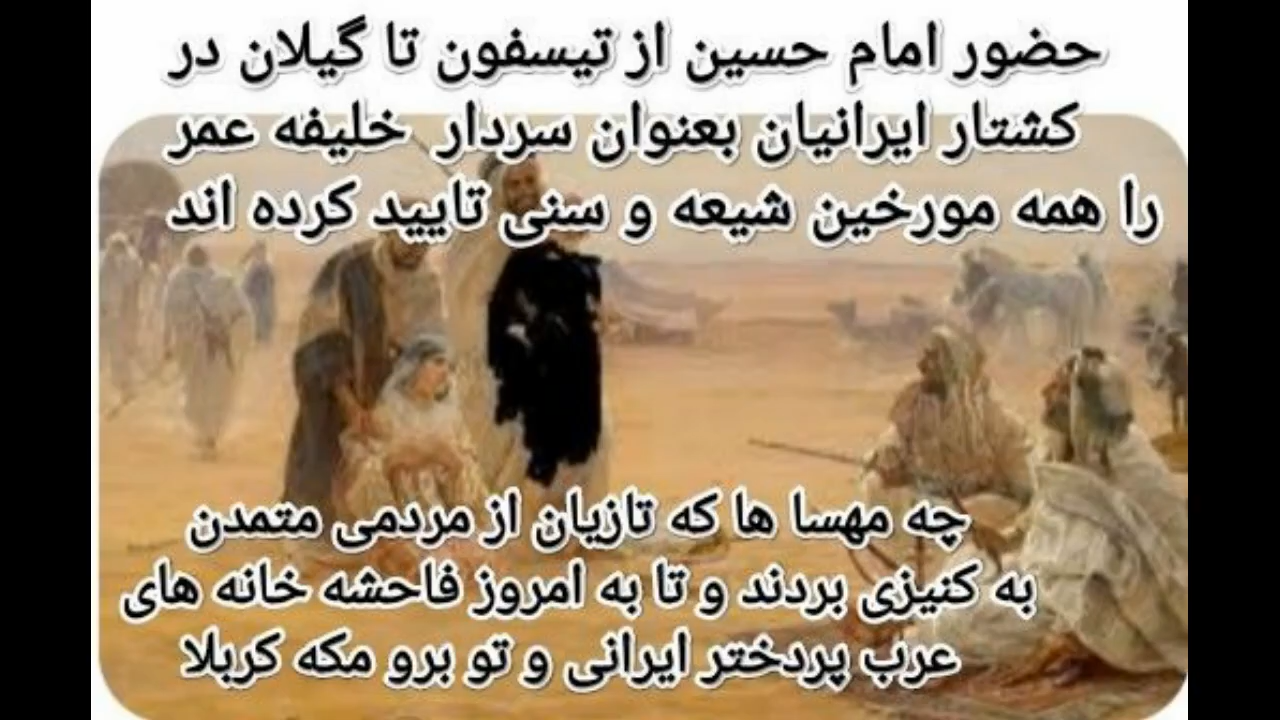 حضور امام حسین از تیسفون تا گیلان در
کشتار ایرانیان بعنوان سردار خلیفه عمر
را همه مورخین شیعه و سنی تایید کرده اند
چه مهسا ها که تازیان از مردمی متمدن
به کنیزی بردند و تا به امروز فاحشه خانه های
عرب پردختر ایرانی و تو برو مکه کربلا